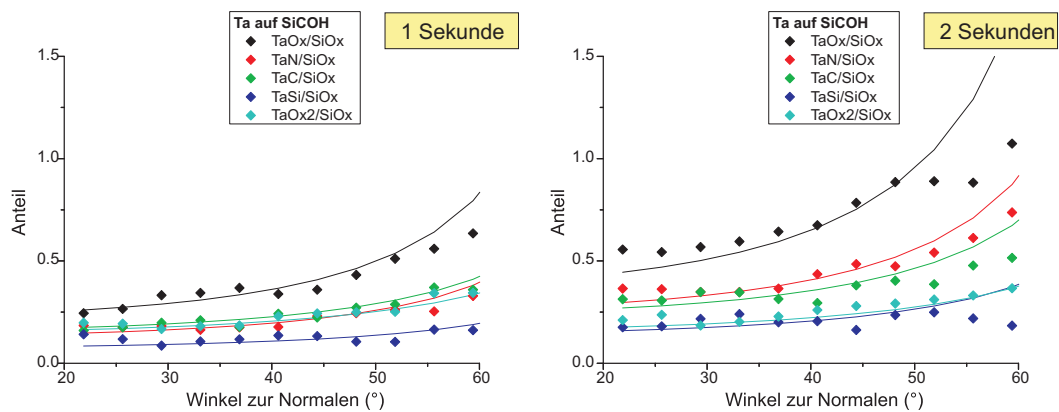 Ta auf SiCOH
TaOx/SiOx
TaN/SiOx
TaC/SiOx
TaSi/SiOx
TaOx2/SiOx
1 Sekunde
1.5
1.0
0.5
0.0
Anteil
20
30
40
50
60
Winkel zur Normalen (°)
Ta auf SiCOH
TaOx/SiOx
TaN/SiOx
TaC/SiOx
TaSi/SiOx
TaOx2/SiOx
2 Sekunden
1.5
1.0
0.5
0.0
Anteil
20
30
40
50
60
Winkel zur Normalen (°)